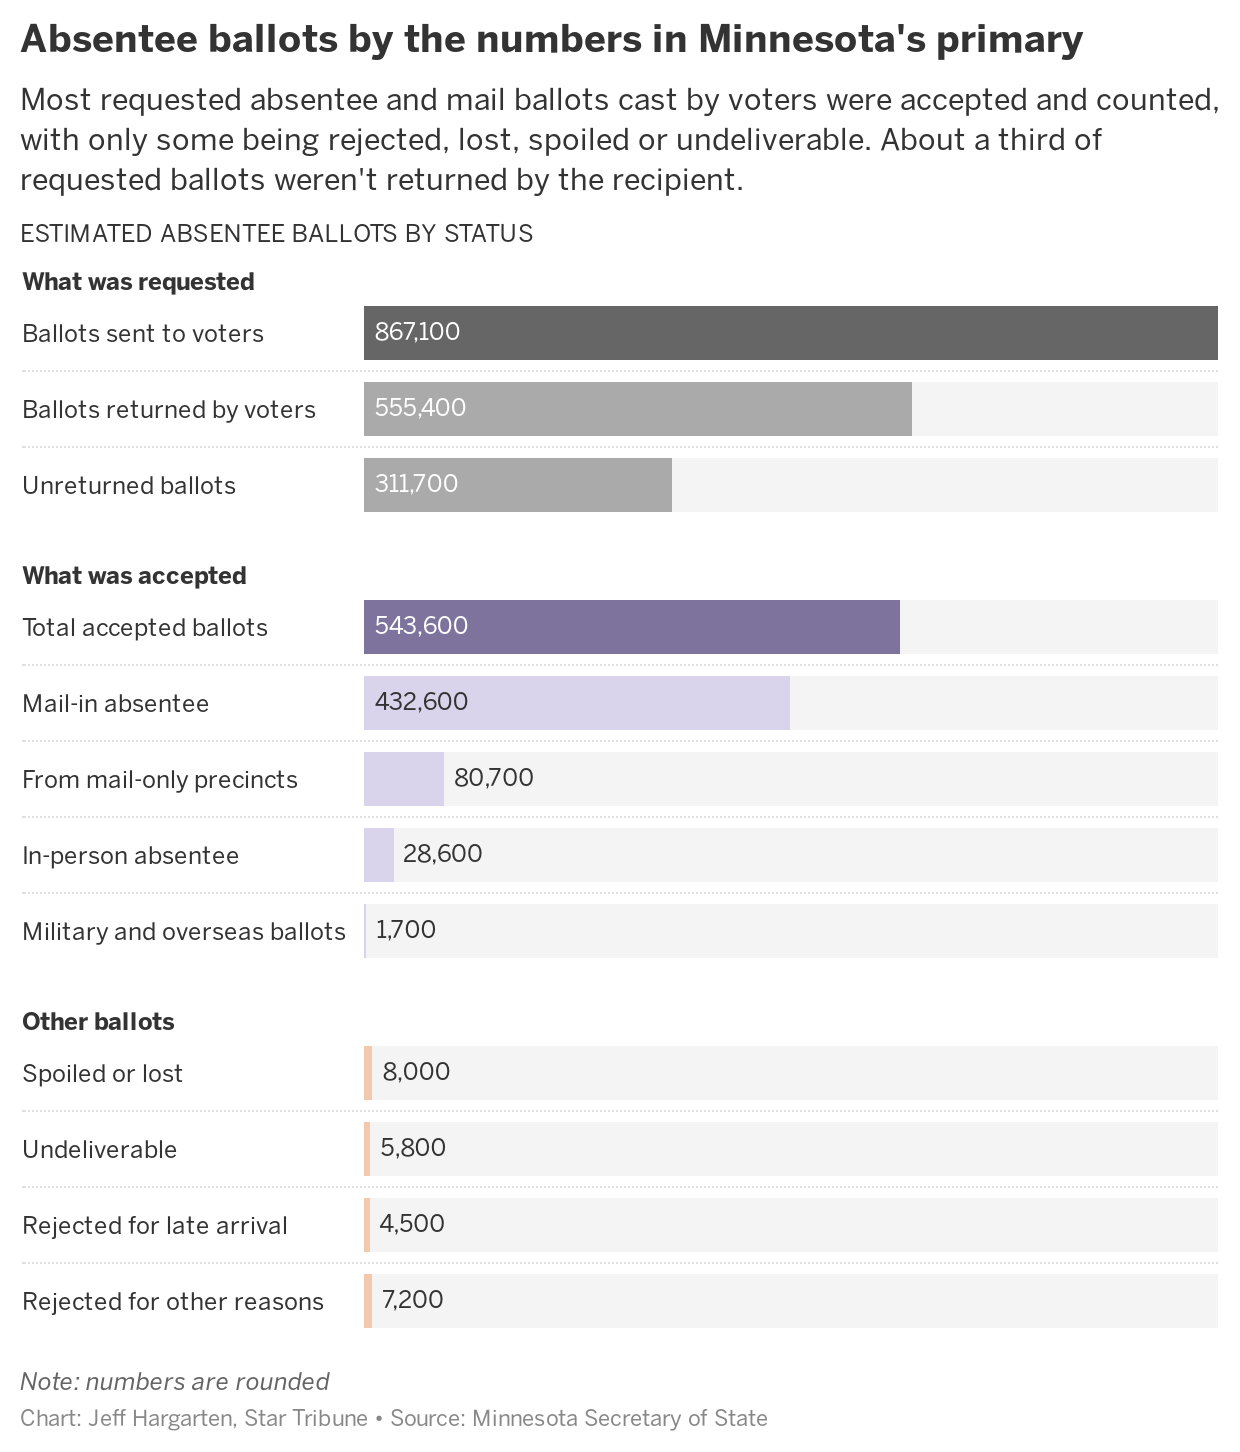 Absentee ballots by the numbers in Minnesota's primary
Most requested absentee and mail ballots cast by voters were accepted and counted,
with only some being rejected, lost, spoiled or undeliverable. About a third of
requested ballots weren't returned by the recipient.
ESTIMATED ABSENTEE BALLOTS BY STATUS
What was requested
Ballots sent to voters 867,100
Ballots returned by voters 555,400
Unreturned ballots 311,700
What was accepted
Total accepted ballots 543,600
Mail-in absentee 432,600
From mail-only precincts 80,700
In-person absentee 28,600
Military and overseas ballots 1,700
Other ballots
Spoiled or lost 8,000
Undeliverable 5,800
Rejected for late arrival 4,500
Rejected for other reasons 7,200
Note: numbers are rounded
Chart: Jeff Hargarten, Star Tribune • Source: Minnesota Secretary of State